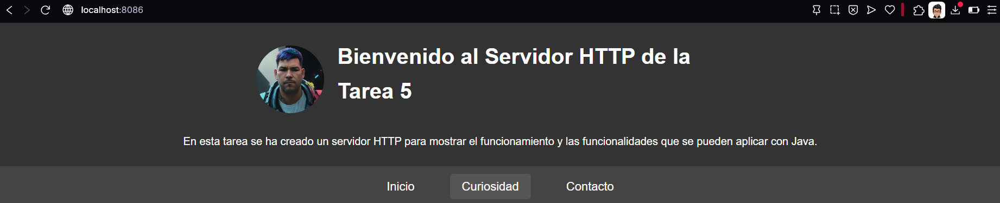 localhost:8086
Bienvenido al Servidor HTTP de la
Tarea 5
En esta tarea se ha creado un servidor HTTP para mostrar el funcionamiento y las funcionalidades que se pueden aplicar con Java.
Inicio
Curiosidad
Contacto